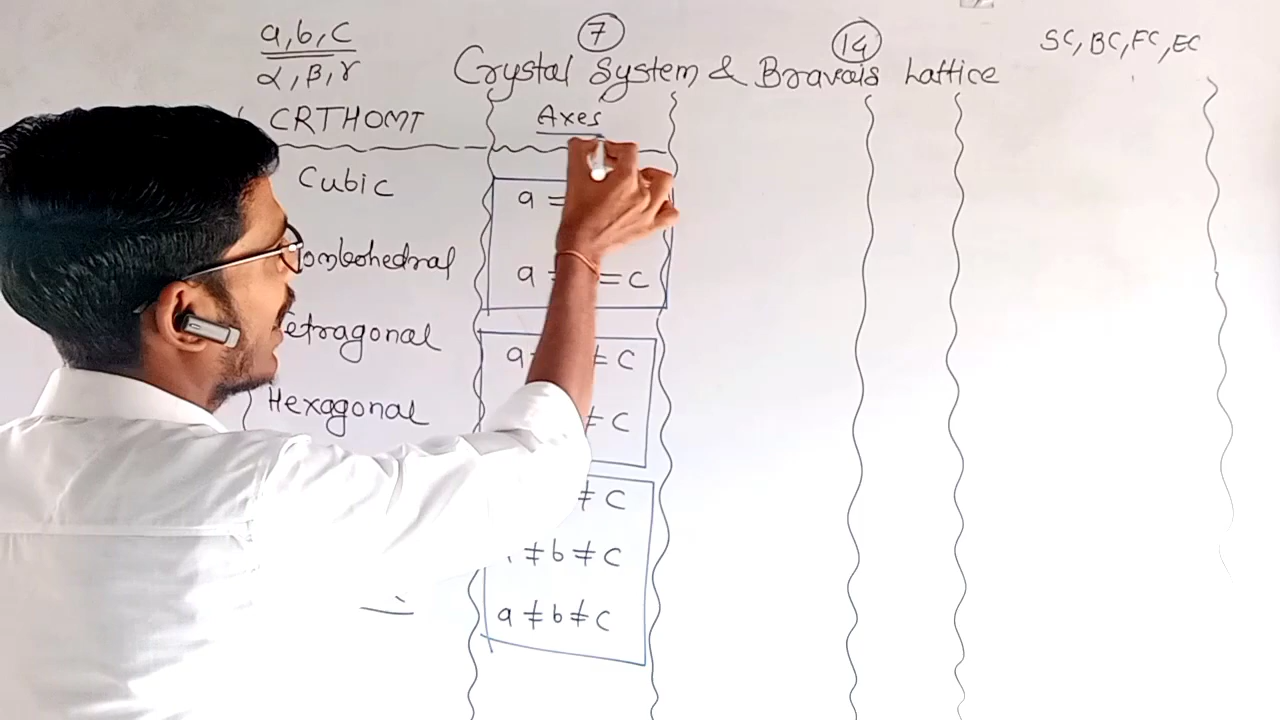 a, b, c
α, β, γ
7
14
SC, BC, FC, EC
Crystal System & Bravais Lattice
CRTHOMT
Axes
Cubic
a =
ombohedral
a = c
etragonal
a ≠ c
Hexagonal
≠ c
≠ c
≠ b ≠ c
a ≠ b ≠ c